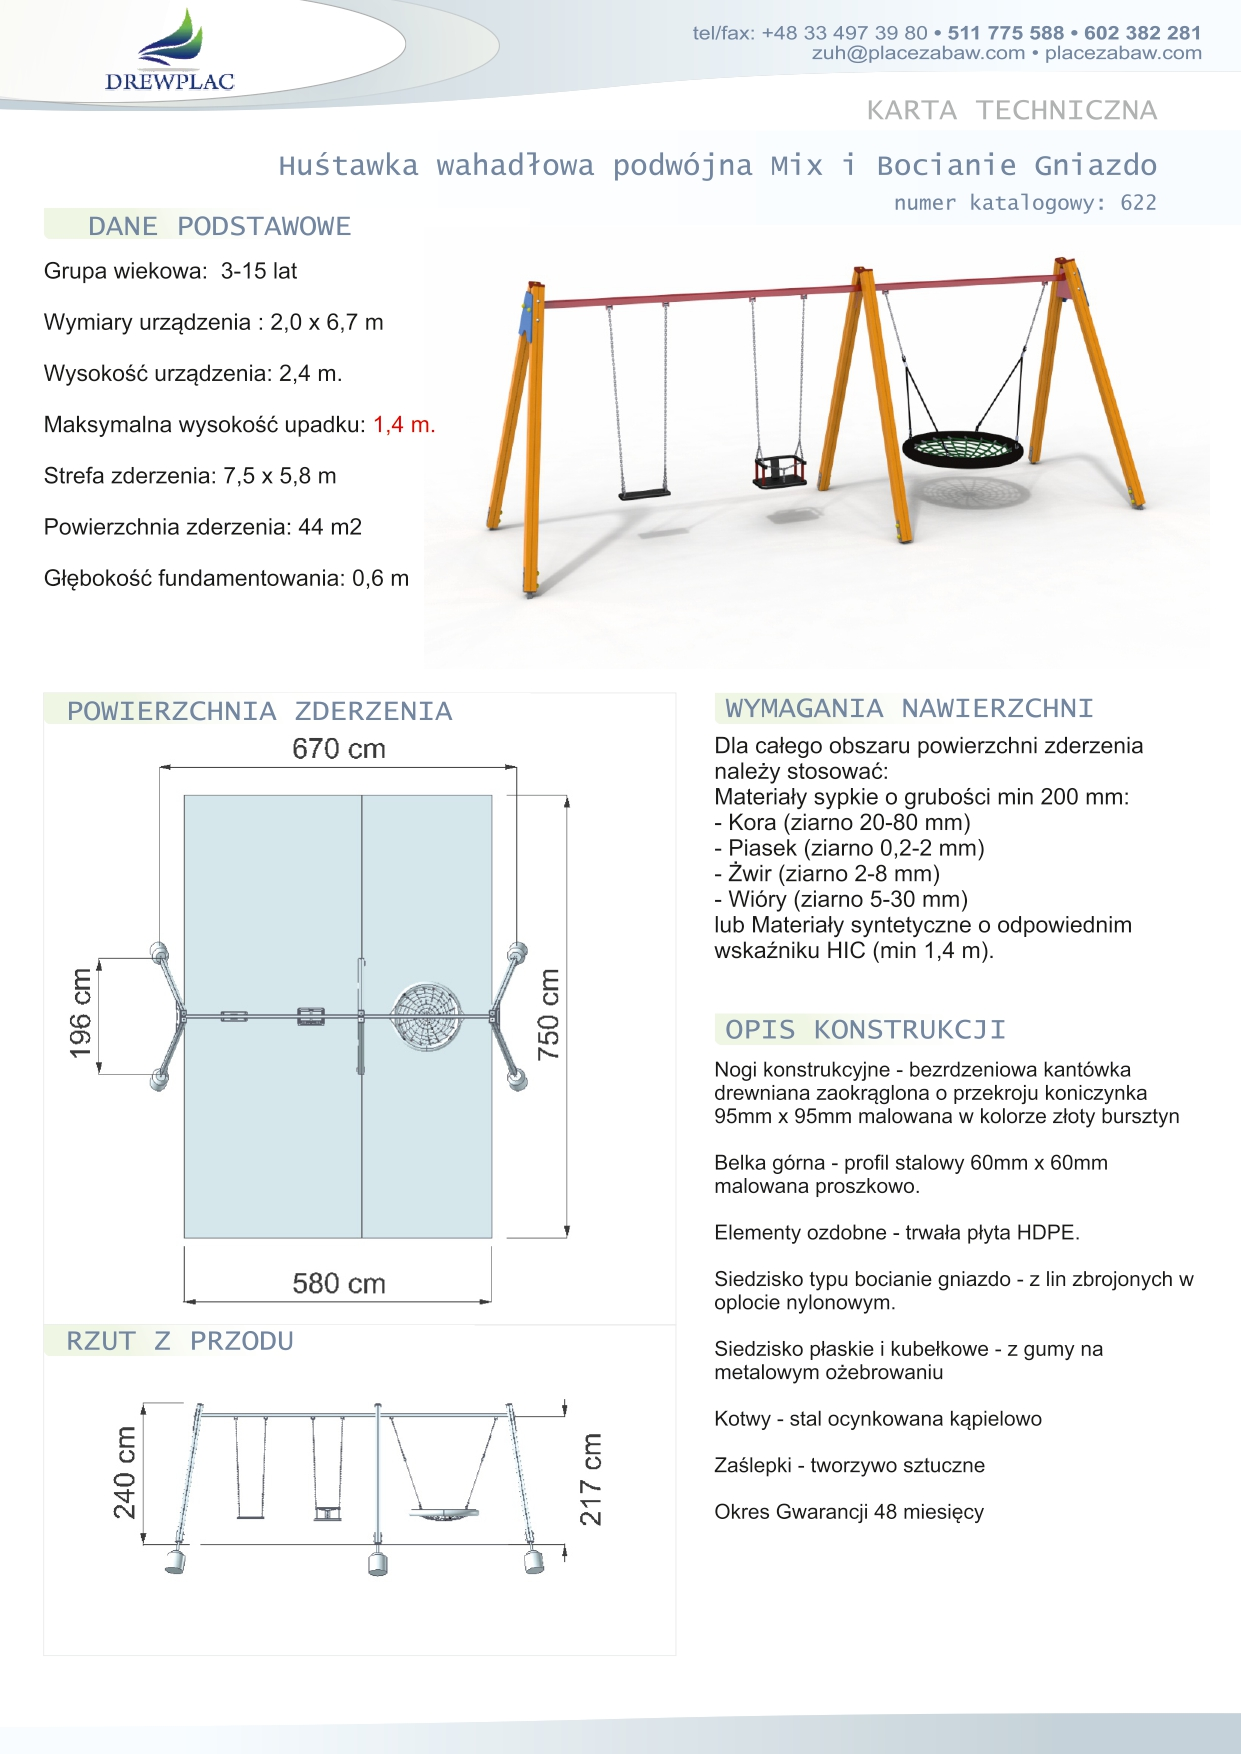 DREWPLAC
tel/fax: +48 33 497 39 80 • 511 775 588 • 602 382 281
zuh@placezabaw.com • placezabaw.com
KARTA TECHNICZNA
Huśtawka wahadłowa podwójna Mix i Bocianie Gniazdo
numer katalogowy: 622
DANE PODSTAWOWE
Grupa wiekowa: 3-15 lat
Wymiary urządzenia : 2,0 x 6,7 m
Wysokość urządzenia: 2,4 m.
Maksymalna wysokość upadku: 1,4 m.
Strefa zderzenia: 7,5 x 5,8 m
Powierzchnia zderzenia: 44 m2
Głębokość fundamentowania: 0,6 m
POWIERZCHNIA ZDERZENIA
670 cm
196 cm
750 cm
580 cm
RZUT Z PRZODU
240 cm
217 cm
WYMAGANIA NAWIERZCHNI
Dla całego obszaru powierzchni zderzenia
należy stosować:
Materiały sypkie o grubości min 200 mm:
- Kora (ziarno 20-80 mm)
- Piasek (ziarno 0,2-2 mm)
- Żwir (ziarno 2-8 mm)
- Wióry (ziarno 5-30 mm)
lub Materiały syntetyczne o odpowiednim
wskaźniku HIC (min 1,4 m).
OPIS KONSTRUKCJI
Nogi konstrukcyjne - bezrdzeniowa kantówka
drewniana zaokrąglona o przekroju koniczynka
95mm x 95mm malowana w kolorze złoty bursztyn
Belka górna - profil stalowy 60mm x 60mm
malowana proszkowo.
Elementy ozdobne - trwała płyta HDPE.
Siedzisko typu bocianie gniazdo - z lin zbrojonych w
oplocie nylonowym.
Siedzisko płaskie i kubełkowe - z gumy na
metalowym ożebrowaniu
Kotwy - stal ocynkowana kąpielowo
Zaślepki - tworzywo sztuczne
Okres Gwarancji 48 miesięcy